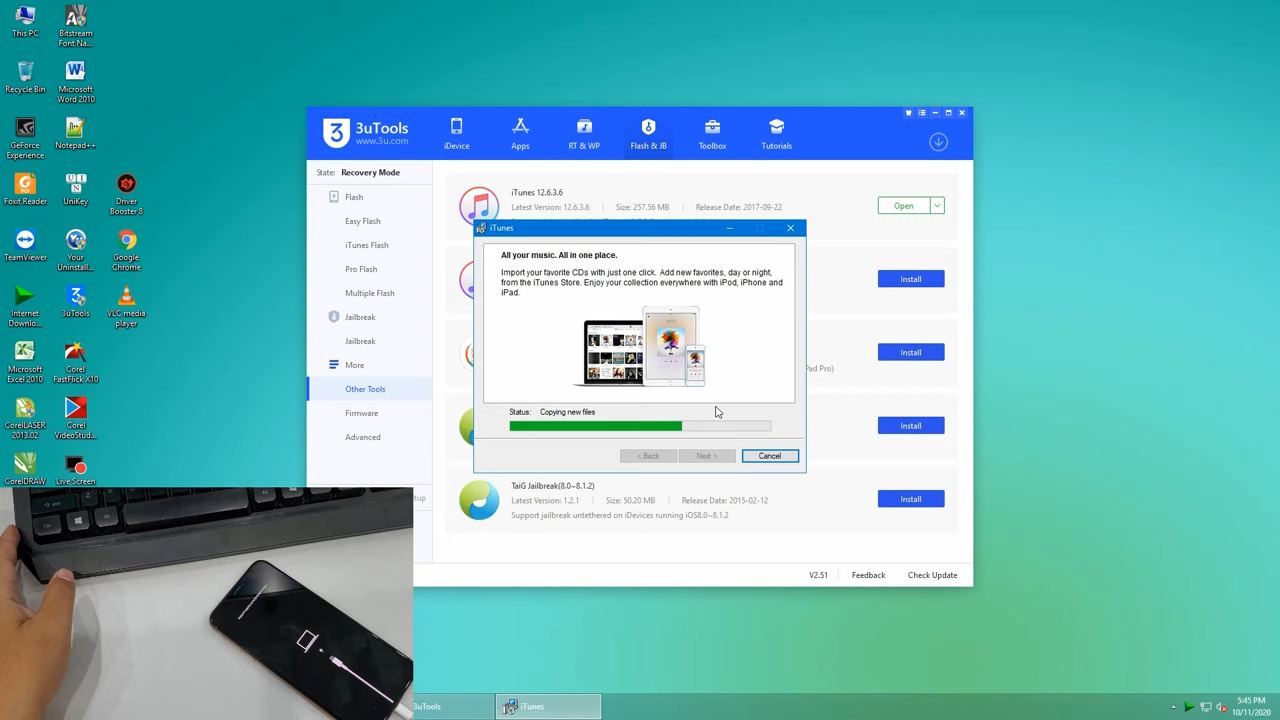 This PC
Bitstream
Font Na...
Recycle Bin
Microsoft
Word 2010
GeForce
Experience
Notepad++
Foxit Reader
UniKey
Driver
Booster 8
TeamViewer
Your
Uninstal...
Google
Chrome
Internet
Downlo...
3uTools
VLC media
player
Microsoft
Excel 2010
Corel
FastFlick X10
CorelLASER
2013.02
Corel
VideoStud...
CorelDRAW
Live Screen
3uTools
www.3u.com
iDevice
Apps
RT & WP
Flash & JB
Toolbox
Tutorials
State: Recovery Mode
Flash
Easy Flash
iTunes Flash
Pro Flash
Multiple Flash
Jailbreak
Jailbreak
More
Other Tools
Firmware
Advanced
iTunes 12.6.3.6
Latest Version: 12.6.3.6 Size: 257.56 MB Release Date: 2017-09-22
Open
iTunes
All your music. All in one place.
Import your favorite CDs with just one click. Add new favorites, day or night,
from the iTunes Store. Enjoy your collection everywhere with iPod, iPhone and
iPad.
Status: Copying new files
< Back
Next >
Cancel
Install
Install
Pad Pro)
Install
TaiG Jailbreak(8.0~8.1.2)
Latest Version: 1.2.1 Size: 50.20 MB Release Date: 2015-02-12
Support jailbreak untethered on iDevices running iOS8.0~8.1.2
Install
etup
V2.51
Feedback
Check Update
3uTools
iTunes
5:45 PM
10/11/2020